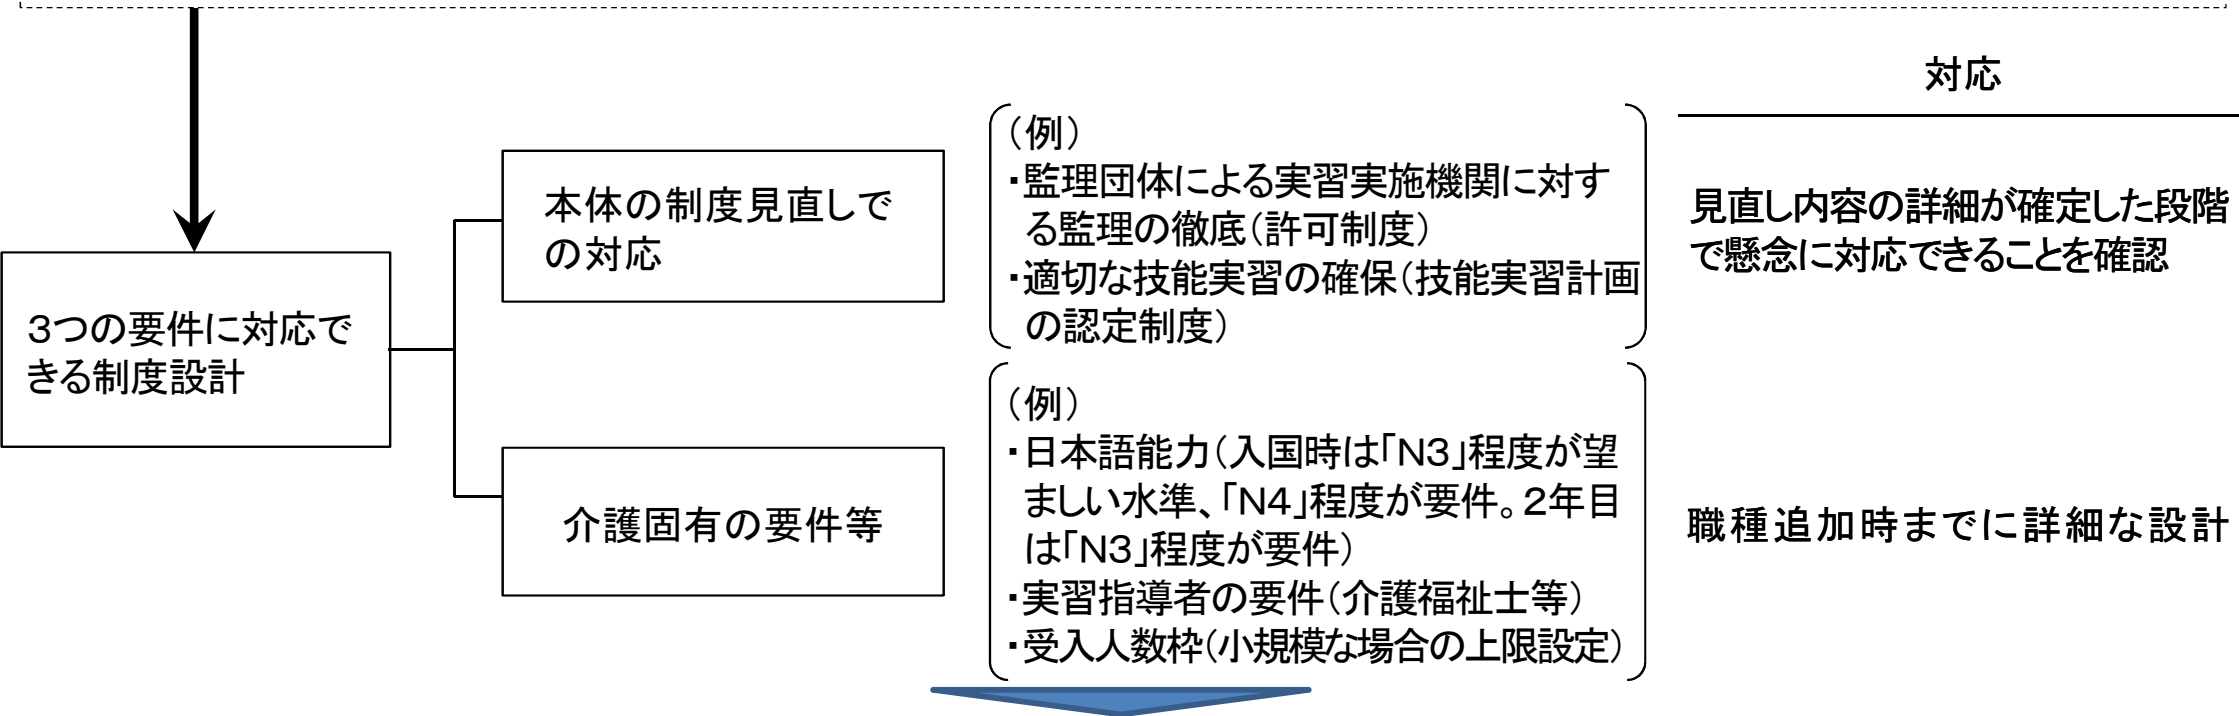 対応
３つの要件に対応で
きる制度設計
本体の制度見直しで
の対応
（例）
・監理団体による実習実施機関に対す
る監理の徹底（許可制度）
・適切な技能実習の確保（技能実習計画
の認定制度）
見直し内容の詳細が確定した段階
で懸念に対応できることを確認
介護固有の要件等
（例）
・日本語能力（入国時は「Ｎ３」程度が望
ましい水準、「Ｎ４」程度が要件。２年目
は「Ｎ３」程度が要件）
・実習指導者の要件（介護福祉士等）
・受入人数枠（小規模な場合の上限設定）
職種追加時までに詳細な設計